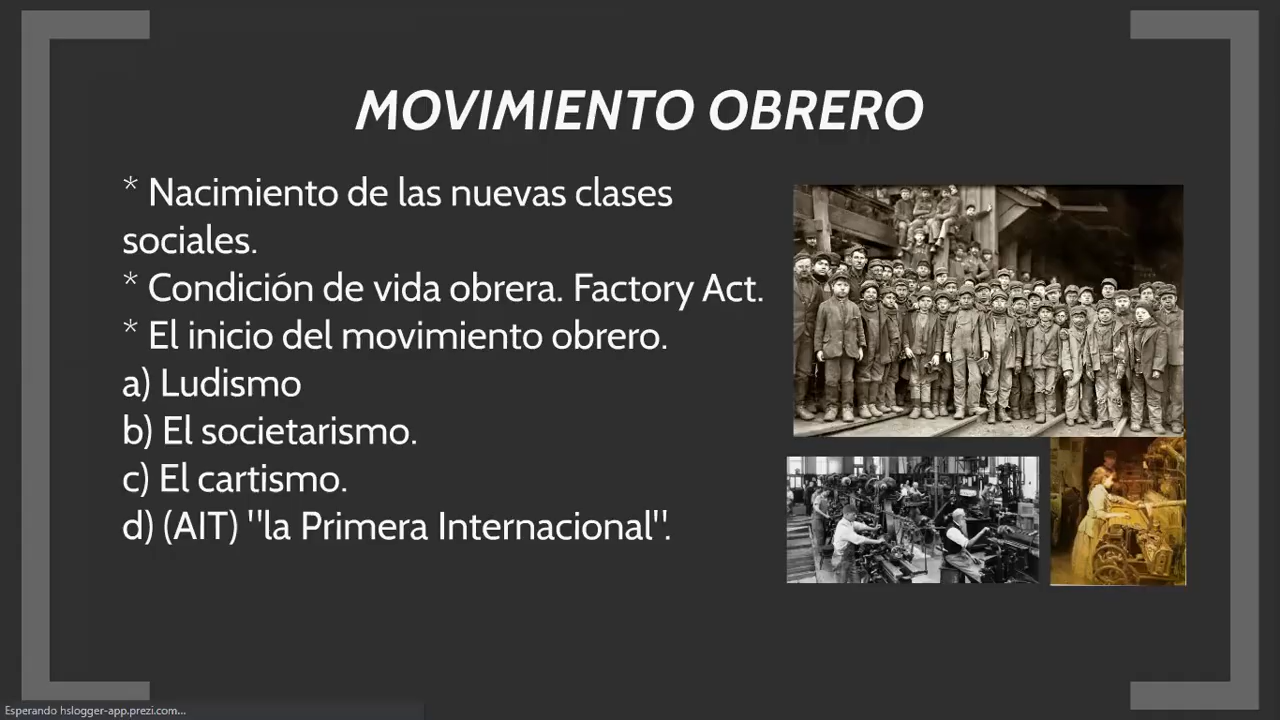 MOVIMIENTO OBRERO
* Nacimiento de las nuevas clases
sociales.
* Condición de vida obrera. Factory Act.
* El inicio del movimiento obrero.
a) Ludismo
b) El societarismo.
c) El cartismo.
d) (AIT) "la Primera Internacional".
Esperando hslogger-app.prezi.com...